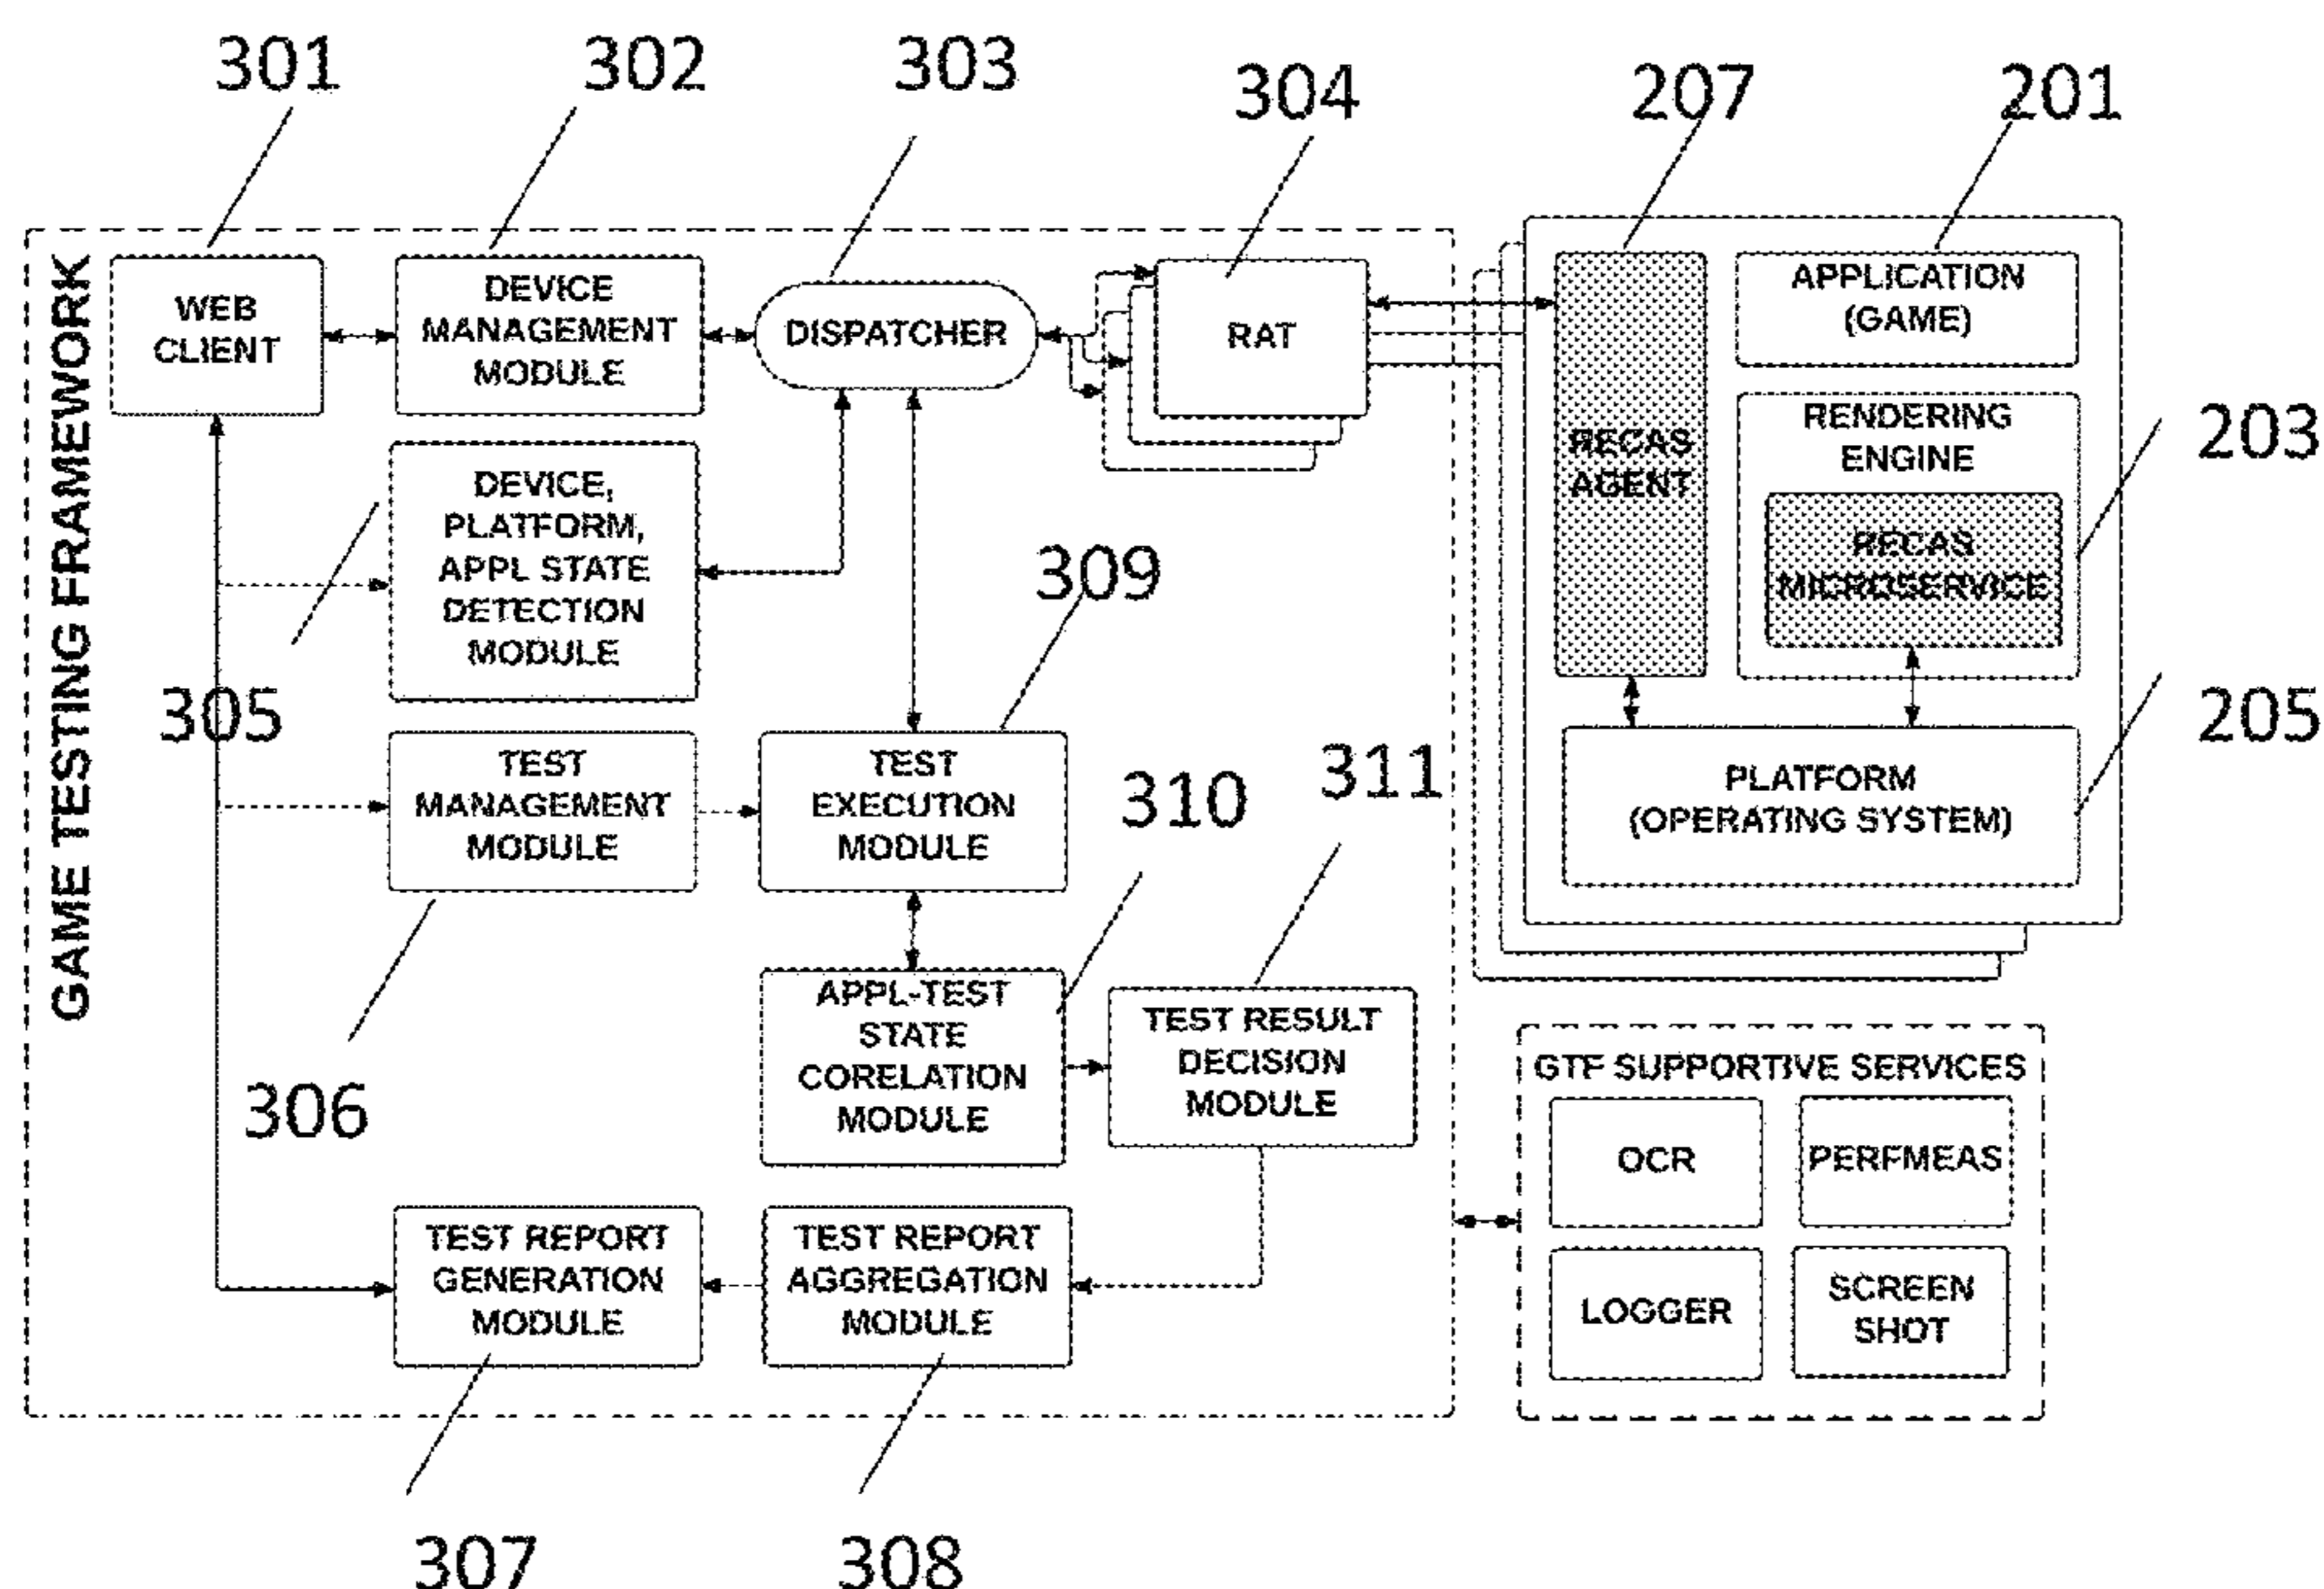 301
302
303
304
207
201
GAME TESTING FRAMEWORK
WEB
CLIENT
DEVICE
MANAGEMENT
MODULE
DISPATCHER
RAT
RECAS
AGENT
APPLICATION
(GAME)
RENDERING
ENGINE
RECAS
MICROSERVICE
203
DEVICE,
PLATFORM,
APPL STATE
DETECTION
MODULE
305
309
205
PLATFORM
(OPERATING SYSTEM)
TEST
MANAGEMENT
MODULE
TEST
EXECUTION
MODULE
310
311
306
APPL-TEST
STATE
CORELATION
MODULE
TEST RESULT
DECISION
MODULE
GTF SUPPORTIVE SERVICES
OCR
PERFMEAS
LOGGER
SCREEN
SHOT
TEST REPORT
GENERATION
MODULE
TEST REPORT
AGGREGATION
MODULE
307
308